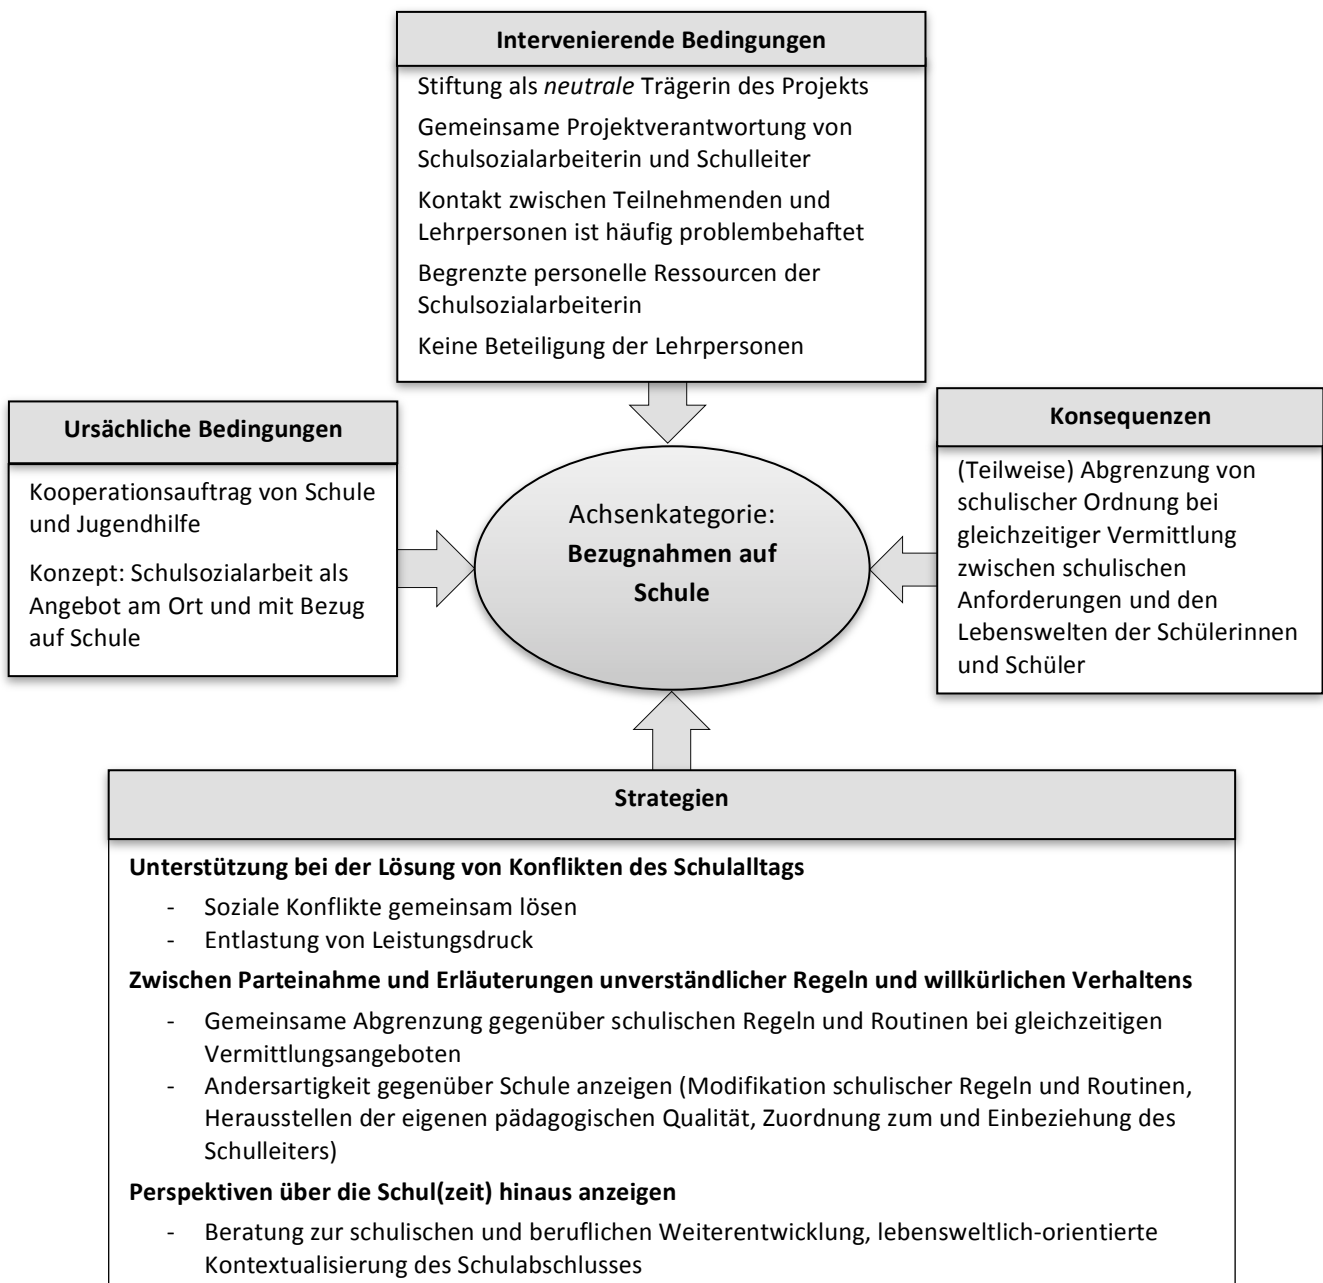 Intervenierende Bedingungen
Stiftung als neutrale Trägerin des Projekts
Gemeinsame Projektverantwortung von
Schulsozialarbeiterin und Schulleiter
Kontakt zwischen Teilnehmenden und
Lehrpersonen ist häufig problembehaftet
Begrenzte personelle Ressourcen der
Schulsozialarbeiterin
Keine Beteiligung der Lehrpersonen
Ursächliche Bedingungen
Kooperationsauftrag von Schule
und Jugendhilfe
Konzept: Schulsozialarbeit als
Angebot am Ort und mit Bezug
auf Schule
Achsenkategorie:
Bezugnahmen auf
Schule
Konsequenzen
(Teilweise) Abgrenzung von
schulischer Ordnung bei
gleichzeitiger Vermittlung
zwischen schulischen
Anforderungen und den
Lebenswelten der Schülerinnen
und Schüler
Strategien
Unterstützung bei der Lösung von Konflikten des Schulalltags
- Soziale Konflikte gemeinsam lösen
- Entlastung von Leistungsdruck
Zwischen Parteinahme und Erläuterungen unverständlicher Regeln und willkürlichen Verhaltens
- Gemeinsame Abgrenzung gegenüber schulischen Regeln und Routinen bei gleichzeitigen
Vermittlungsangeboten
- Andersartigkeit gegenüber Schule anzeigen (Modifikation schulischer Regeln und Routinen,
Herausstellen der eigenen pädagogischen Qualität, Zuordnung zum und Einbeziehung des
Schulleiters)
Perspektiven über die Schul(zeit) hinaus anzeigen
- Beratung zur schulischen und beruflichen Weiterentwicklung, lebensweltlich-orientierte
Kontextualisierung des Schulabschlusses